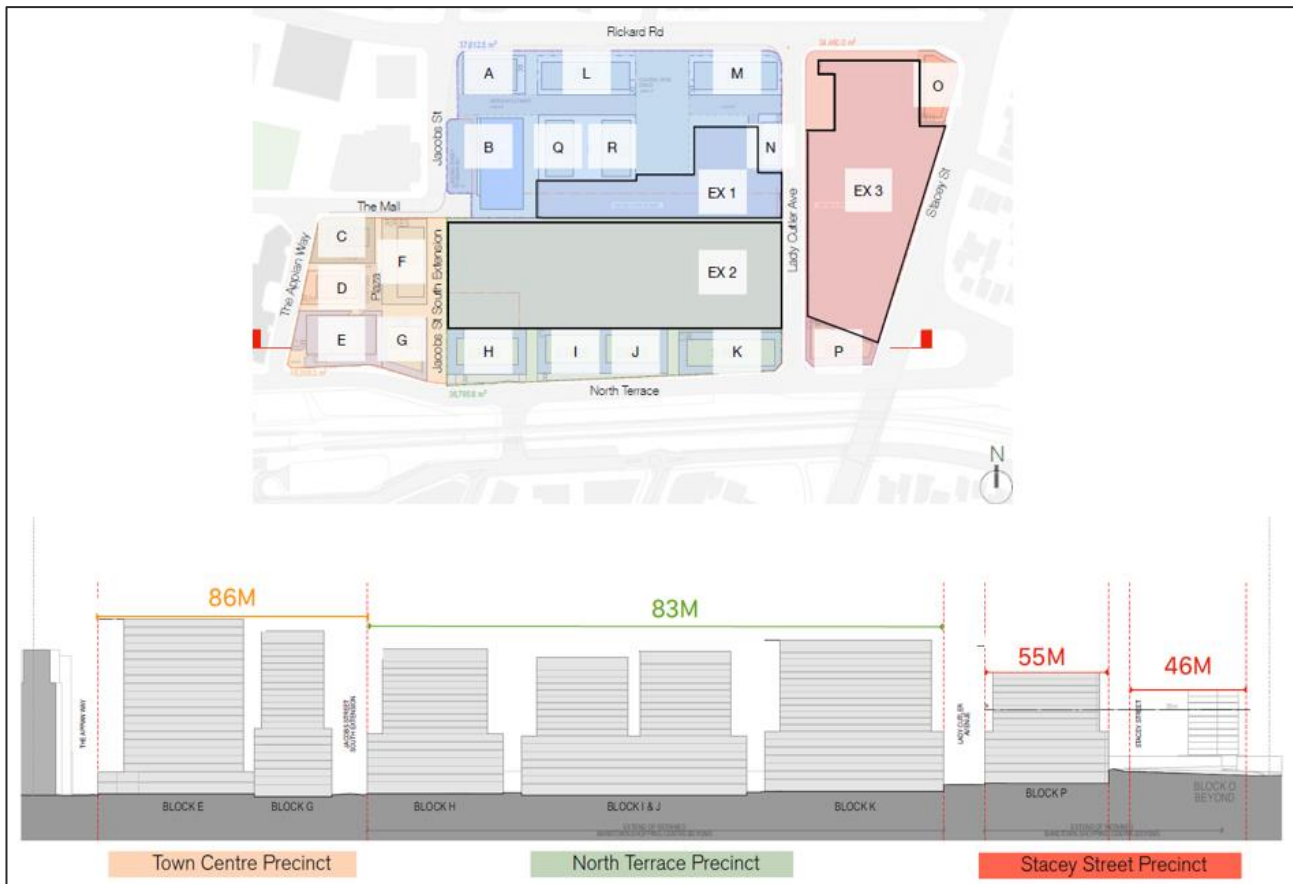 Rickard Rd
A
L
M
O
Jacobs St
B
Q
R
N
EX 1
EX 3
Stacey St
Lady Cutler Ave
The Mall
C
F
The Appian Way
D
Plaza
Jacobs St South Extension
EX 2
E
G
H
I
J
K
P
North Terrace
N
86M
83M
55M
46M
THE APPIAN WAY
JACOBS STREET
SOUTH EXTENSION
LADY CUTLER
AVENUE
STACEY STREET
BLOCK E
BLOCK G
BLOCK H
BLOCK I & J
BLOCK K
BLOCK P
BLOCK O
BEYOND
Town Centre Precinct
North Terrace Precinct
Stacey Street Precinct